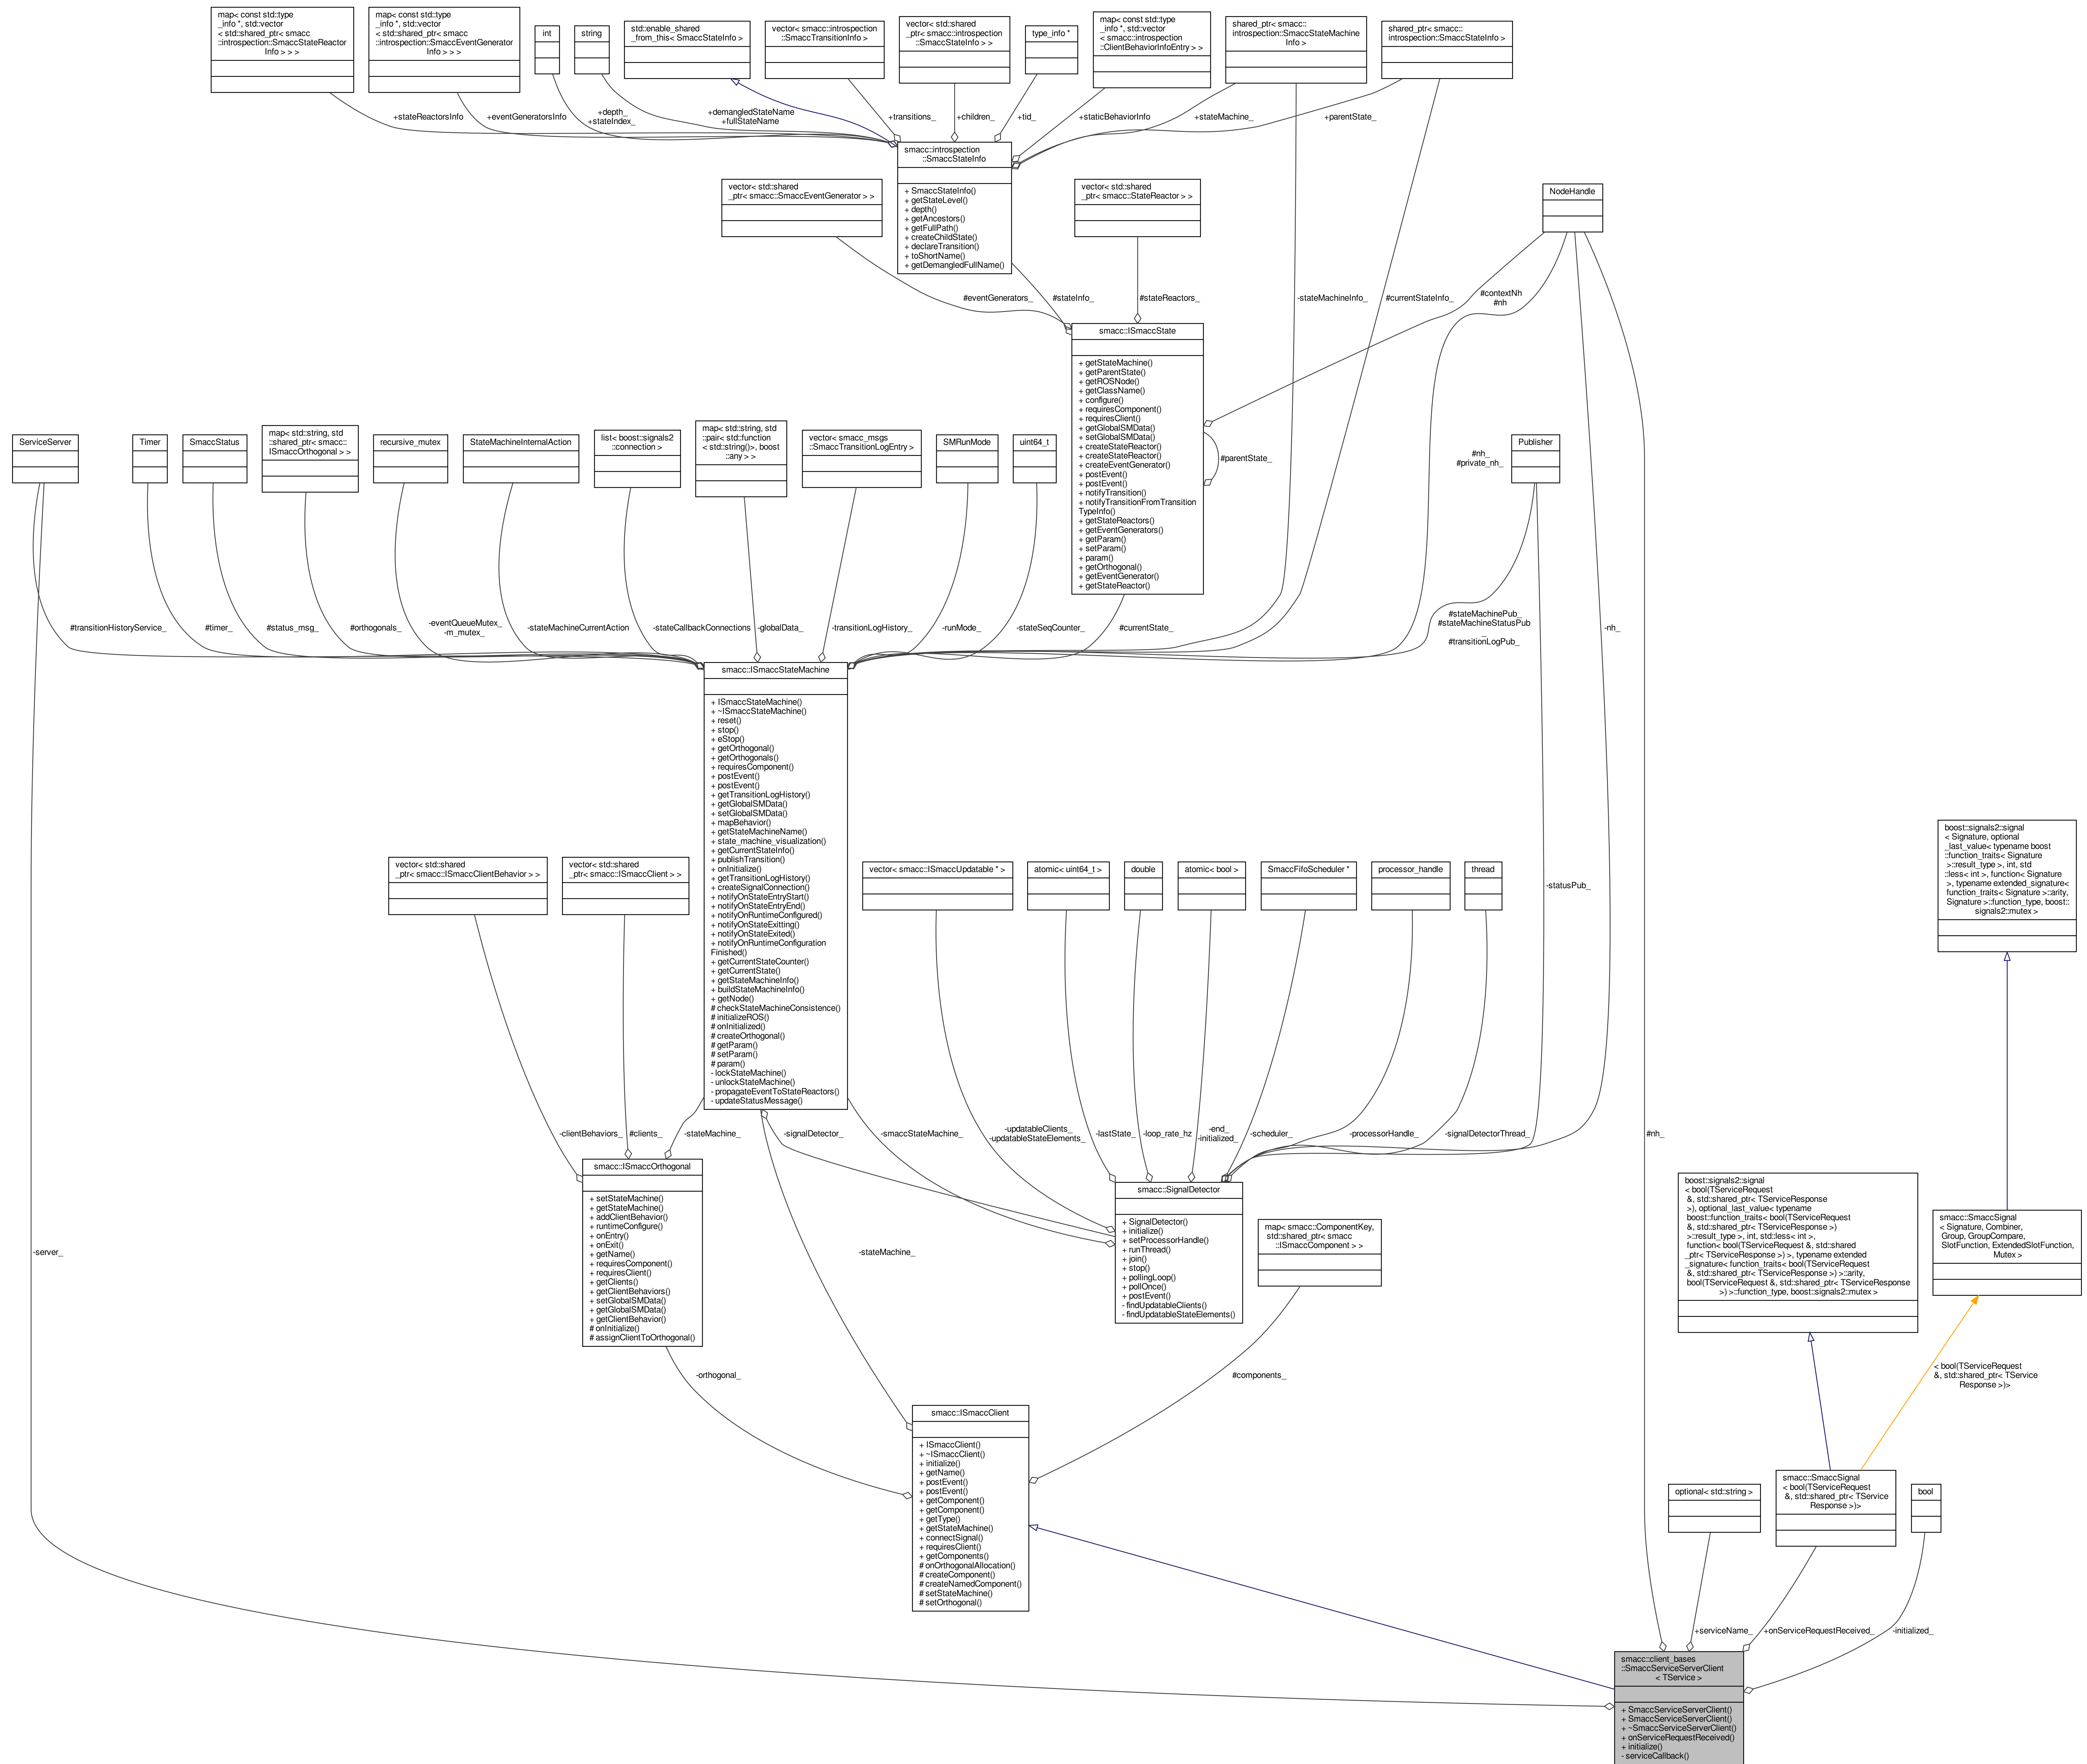 map< const std::type
_info *, std::vector
< std::shared_ptr< smacc
::introspection::SmaccStateReactor
Info > > >
map< const std::type
_info *, std::vector
< std::shared_ptr< smacc
::introspection::SmaccEventGenerator
Info > > >
int
string
std::enable_shared
_from_this< SmaccStateInfo >
vector< smacc::introspection
::SmaccTransitionInfo >
vector< std::shared
_ptr< smacc::introspection
::SmaccStateInfo > >
type_info *
map< const std::type
_info *, std::vector
< smacc::introspection
::ClientBehaviorInfoEntry > >
shared_ptr< smacc::
introspection::SmaccStateMachine
Info >
shared_ptr< smacc::
introspection::SmaccStateInfo >
+stateReactorsInfo
+eventGeneratorsInfo
+depth_
+stateIndex_
+demangledStateName
+fullStateName
+transitions_
+children_
+tid_
+staticBehaviorInfo
+stateMachine_
+parentState_
smacc::introspection
::SmaccStateInfo
+ SmaccStateInfo()
+ getStateLevel()
+ depth()
+ getAncestors()
+ getFullPath()
+ createChildState()
+ declareTransition()
+ toShortName()
+ getDemangledFullName()
vector< std::shared
_ptr< smacc::SmaccEventGenerator > >
vector< std::shared
_ptr< smacc::StateReactor > >
NodeHandle
#eventGenerators_
#stateInfo_
#stateReactors_
-stateMachineInfo_
#currentStateInfo_
#contextNh
#nh
smacc::ISmaccState
+ getStateMachine()
+ getParentState()
+ getROSNode()
+ getClassName()
+ configure()
+ requiresComponent()
+ requiresClient()
+ getGlobalSMData()
+ setGlobalSMData()
+ createStateReactor()
+ createStateReactor()
+ createEventGenerator()
+ postEvent()
+ postEvent()
+ notifyTransition()
+ notifyTransitionFromTransition
TypeInfo()
+ getStateReactors()
+ getEventGenerators()
+ getParam()
+ setParam()
+ param()
+ getOrthogonal()
+ getEventGenerator()
+ getStateReactor()
#parentState_
ServiceServer
Timer
SmaccStatus
map< std::string, std
::shared_ptr< smacc::
ISmaccOrthogonal > >
recursive_mutex
StateMachineInternalAction
list< boost::signals2
::connection >
map< std::string, std
::pair< std::function
< std::string()>, boost
::any > >
vector< smacc_msgs
::SmaccTransitionLogEntry >
SMRunMode
uint64_t
#nh_
#private_nh_
Publisher
#transitionHistoryService_
#timer_
#status_msg_
#orthogonals_
-eventQueueMutex_
-m_mutex_
-stateMachineCurrentAction
-stateCallbackConnections
-globalData_
-transitionLogHistory_
-runMode_
-stateSeqCounter_
#currentState_
#stateMachinePub_
#stateMachineStatusPub
_
#transitionLogPub_
-nh_
smacc::ISmaccStateMachine
+ ISmaccStateMachine()
+ ~ISmaccStateMachine()
+ reset()
+ stop()
+ eStop()
+ getOrthogonal()
+ getOrthogonals()
+ requiresComponent()
+ postEvent()
+ postEvent()
+ getTransitionLogHistory()
+ getGlobalSMData()
+ setGlobalSMData()
+ mapBehavior()
+ getStateMachineName()
+ state_machine_visualization()
+ getCurrentStateInfo()
+ publishTransition()
+ onInitialize()
+ getTransitionLogHistory()
+ createSignalConnection()
+ notifyOnStateEntryStart()
+ notifyOnStateEntryEnd()
+ notifyOnRuntimeConfigured()
+ notifyOnStateExitting()
+ notifyOnStateExited()
+ notifyOnRuntimeConfiguration
Finished()
+ getCurrentStateCounter()
+ getCurrentState()
+ getStateMachineInfo()
+ buildStateMachineInfo()
+ getNode()
# checkStateMachineConsistence()
# initializeROS()
# onInitialized()
# createOrthogonal()
# getParam()
# setParam()
# param()
- lockStateMachine()
- unlockStateMachine()
- propagateEventToStateReactors()
- updateStatusMessage()
vector< std::shared
_ptr< smacc::ISmaccClientBehavior > >
vector< std::shared
_ptr< smacc::ISmaccClient > >
vector< smacc::ISmaccUpdatable * >
atomic< uint64_t >
double
atomic< bool >
SmaccFifoScheduler *
processor_handle
thread
-statusPub_
boost::signals2::signal
< Signature, optional
_last_value< typename boost
::function_traits< Signature
>::result_type >, int, std
::less< int >, function< Signature
>, typename extended_signature<
function_traits< Signature >::arity,
Signature >::function_type, boost::
signals2::mutex >
-clientBehaviors_
#clients_
-stateMachine_
-signalDetector_
-smaccStateMachine_
-updatableClients_
-updatableStateElements_
-lastState_
-loop_rate_hz
-end_
-initialized_
-scheduler_
-processorHandle_
-signalDetectorThread_
#nh_
smacc::ISmaccOrthogonal
+ setStateMachine()
+ getStateMachine()
+ addClientBehavior()
+ runtimeConfigure()
+ onEntry()
+ onExit()
+ getName()
+ requiresComponent()
+ requiresClient()
+ getClients()
+ getClientBehaviors()
+ setGlobalSMData()
+ getGlobalSMData()
+ getClientBehavior()
# onInitialize()
# assignClientToOrthogonal()
smacc::SignalDetector
+ SignalDetector()
+ initialize()
+ setProcessorHandle()
+ runThread()
+ join()
+ stop()
+ pollingLoop()
+ pollOnce()
+ postEvent()
- findUpdatableClients()
- findUpdatableStateElements()
map< smacc::ComponentKey,
std::shared_ptr< smacc
::ISmaccComponent > >
boost::signals2::signal
< bool(TServiceRequest
&, std::shared_ptr< TServiceResponse
>), optional_last_value< typename
boost::function_traits< bool(TServiceRequest
&, std::shared_ptr< TServiceResponse >)
>::result_type >, int, std::less< int >,
function< bool(TServiceRequest &, std::shared
_ptr< TServiceResponse >) >, typename extended
_signature< function_traits< bool(TServiceRequest
&, std::shared_ptr< TServiceResponse >) >::arity,
bool(TServiceRequest &, std::shared_ptr< TServiceResponse
>) >::function_type, boost::signals2::mutex >
smacc::SmaccSignal
< Signature, Combiner,
Group, GroupCompare,
SlotFunction, ExtendedSlotFunction,
Mutex >
-server_
-stateMachine_
-orthogonal_
#components_
< bool(TServiceRequest
&, std::shared_ptr< TService
Response >)>
smacc::ISmaccClient
+ ISmaccClient()
+ ~ISmaccClient()
+ initialize()
+ getName()
+ postEvent()
+ postEvent()
+ getComponent()
+ getComponent()
+ getType()
+ getStateMachine()
+ connectSignal()
+ requiresClient()
+ getComponents()
# onOrthogonalAllocation()
# createComponent()
# createNamedComponent()
# setStateMachine()
# setOrthogonal()
optional< std::string >
smacc::SmaccSignal
< bool(TServiceRequest
&, std::shared_ptr< TService
Response >)>
bool
+serviceName_
+onServiceRequestReceived_
-initialized_
smacc::client_bases
::SmaccServiceServerClient
< TService >
+ SmaccServiceServerClient()
+ SmaccServiceServerClient()
+ ~SmaccServiceServerClient()
+ onServiceRequestReceived()
+ initialize()
- serviceCallback()